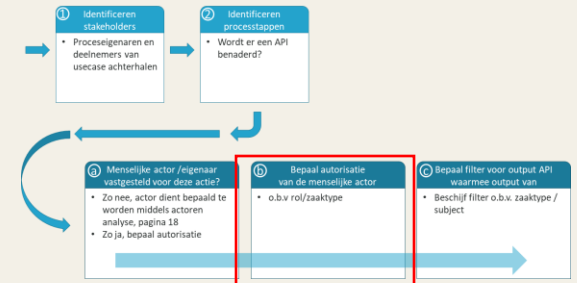 1 Identificeren
stakeholders
• Proceseigenaren en
deelnemers van
usecase achterhalen
2 Identificeren
processtappen
• Wordt er een API
benaderd?
a Menselijke actor /eigenaar
vastgesteld voor deze actie?
• Zo nee, actor dient bepaald te
worden middels actoren
analyse, pagina 18
• Zo ja, bepaal autorisatie
b Bepaal autorisatie
van de menselijke actor
• o.b.v rol/zaaktype
c Bepaal filter voor output API
waarmee output van
• Beschijf filter o.b.v. zaaktype /
subject